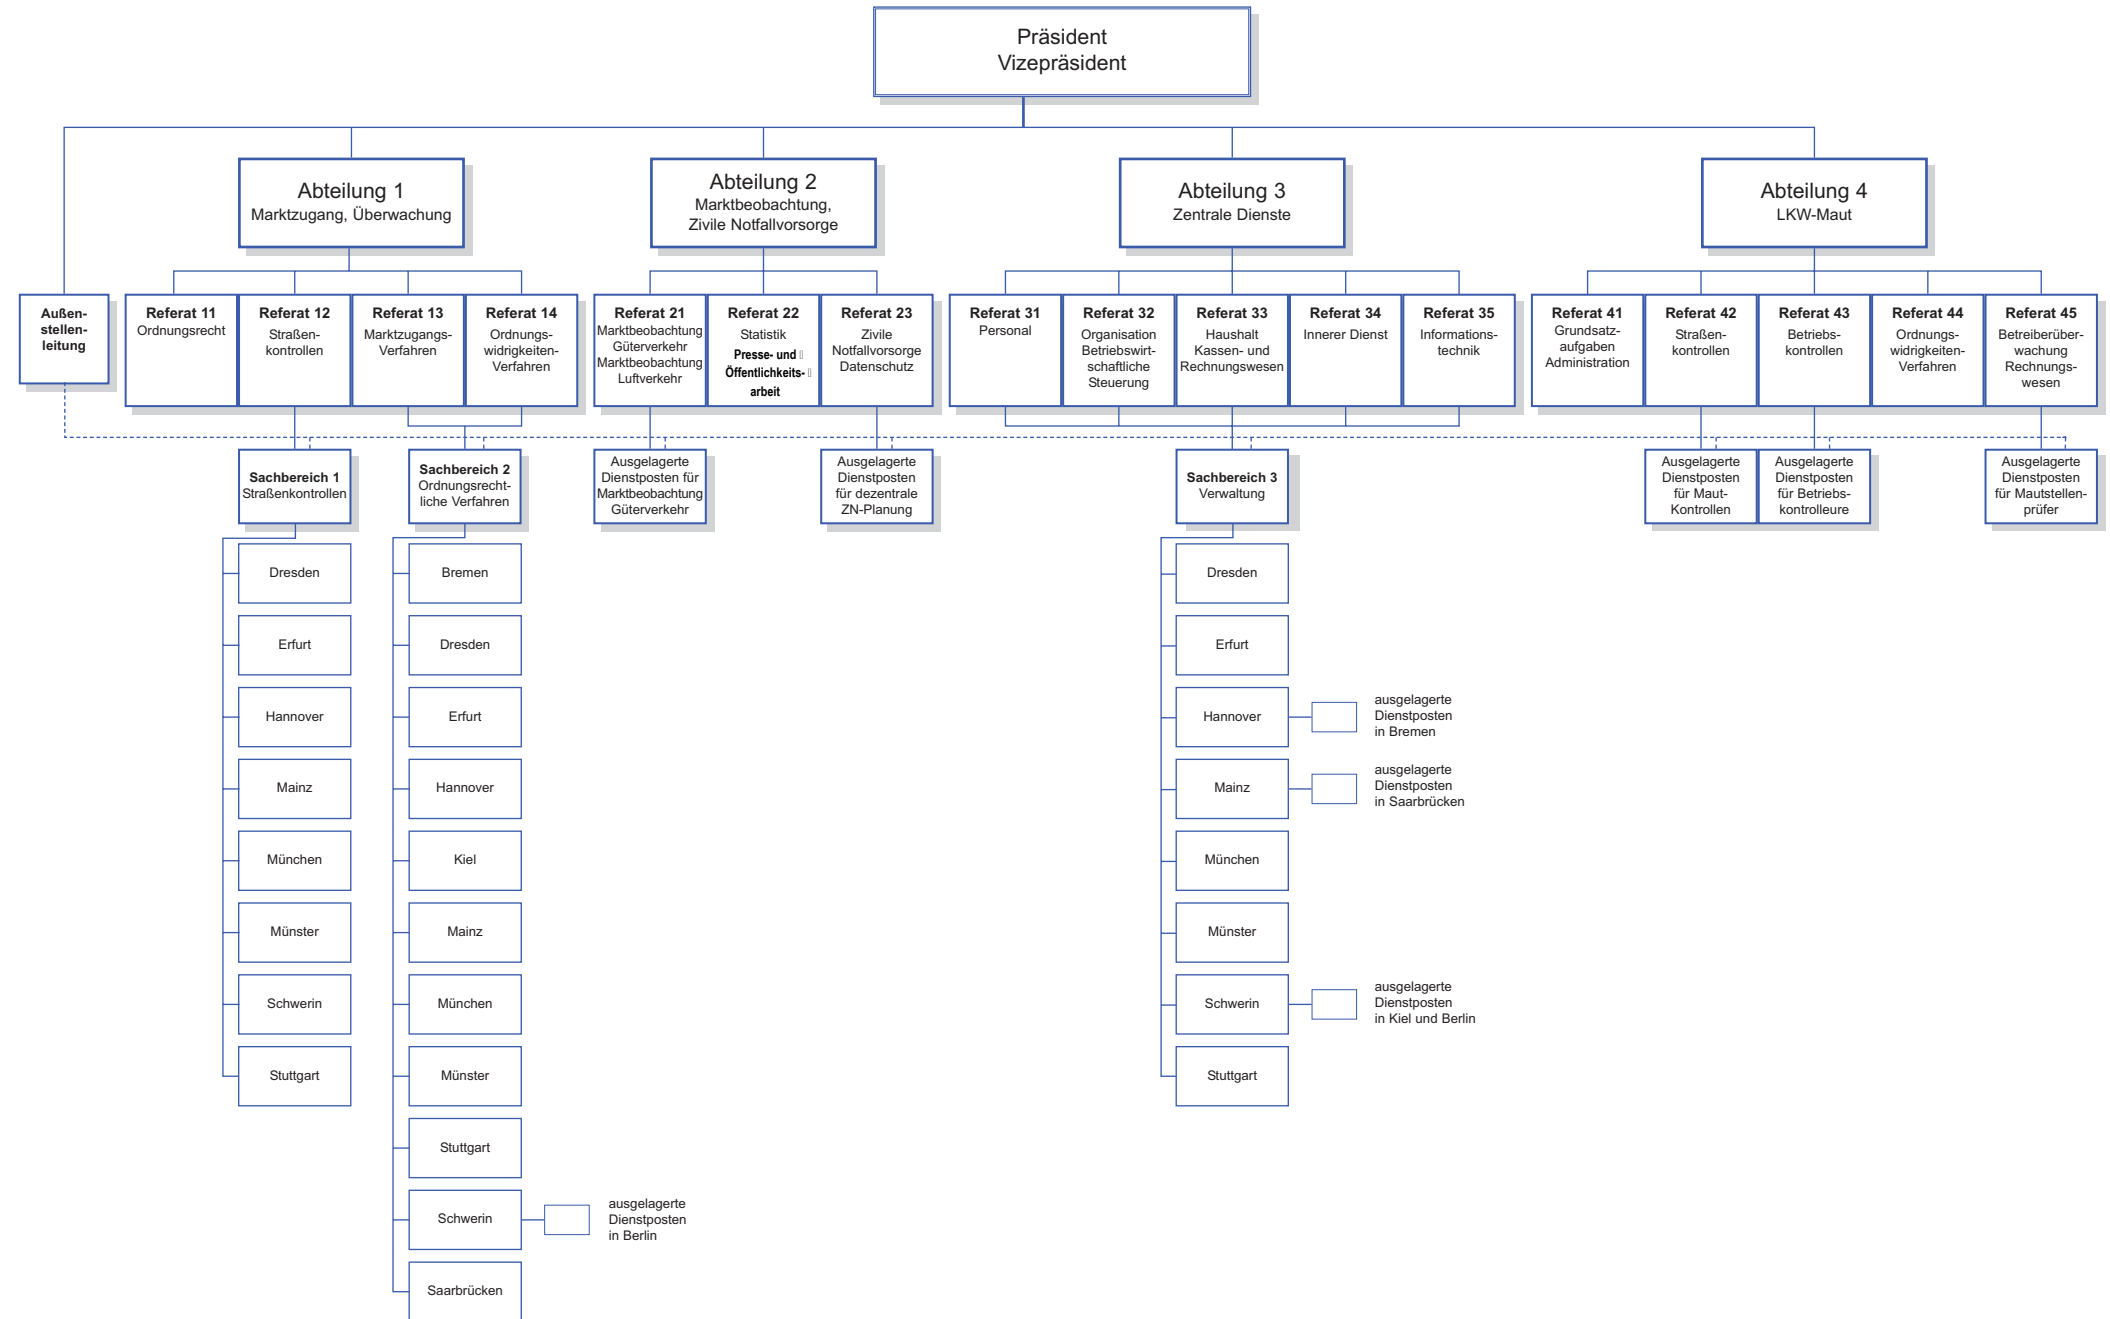 Präsident
Vizepräsident
Abteilung 1
Marktzugang, Überwachung
Abteilung 2
Marktbeobachtung,
Zivile Notfallvorsorge
Abteilung 3
Zentrale Dienste
Abteilung 4
LKW-Maut
Außen-
stellen-
leitung
Referat 11
Ordnungsrecht
Referat 12
Straßen-
kontrollen
Referat 13
Marktzugangs-
Verfahren
Referat 14
Ordnungs-
widrigkeiten-
Verfahren
Referat 21
Marktbeobachtung
Güterverkehr
Marktbeobachtung
Luftverkehr
Referat 22
Statistik
Presse- und
Öffentlichkeits-
arbeit
Referat 23
Zivile
Notfallvorsorge
Datenschutz
Referat 31
Personal
Referat 32
Organisation
Betriebswirt-
schaftliche
Steuerung
Referat 33
Haushalt
Kassen- und
Rechnungswesen
Referat 34
Innerer Dienst
Referat 35
Informations-
technik
Referat 41
Grundsatz-
aufgaben
Administration
Referat 42
Straßen-
kontrollen
Referat 43
Betriebs-
kontrollen
Referat 44
Ordnungs-
widrigkeiten-
Verfahren
Referat 45
Betreiberüber-
wachung
Rechnungs-
wesen
Sachbereich 1
Straßenkontrollen
Sachbereich 2
Ordnungsrecht-
liche Verfahren
Ausgelagerte
Dienstposten für
Marktbeobachtung
Güterverkehr
Ausgelagerte
Dienstposten
für dezentrale
ZN-Planung
Sachbereich 3
Verwaltung
Ausgelagerte
Dienstposten
für Maut-
Kontrollen
Ausgelagerte
Dienstposten
für Betriebs-
kontrolleure
Ausgelagerte
Dienstposten
für Mautstellen-
prüfer
Dresden
Erfurt
Hannover
Mainz
München
Münster
Schwerin
Stuttgart
Bremen
Dresden
Erfurt
Hannover
Kiel
Mainz
München
Münster
Stuttgart
Schwerin
ausgelagerte
Dienstposten
in Berlin
Saarbrücken
Dresden
Erfurt
Hannover
ausgelagerte
Dienstposten
in Bremen
Mainz
ausgelagerte
Dienstposten
in Saarbrücken
München
Münster
Schwerin
ausgelagerte
Dienstposten
in Kiel und Berlin
Stuttgart